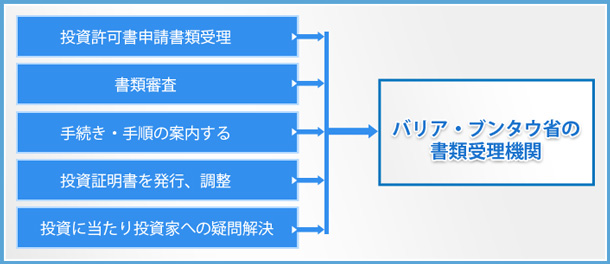 投資許可書申請書類受理
書類審査
手続き・手順の案内する
投資証明書を発行、調整
投資に当たり投資家への疑問解決
バリア・ブンタウ省の
書類受理機関